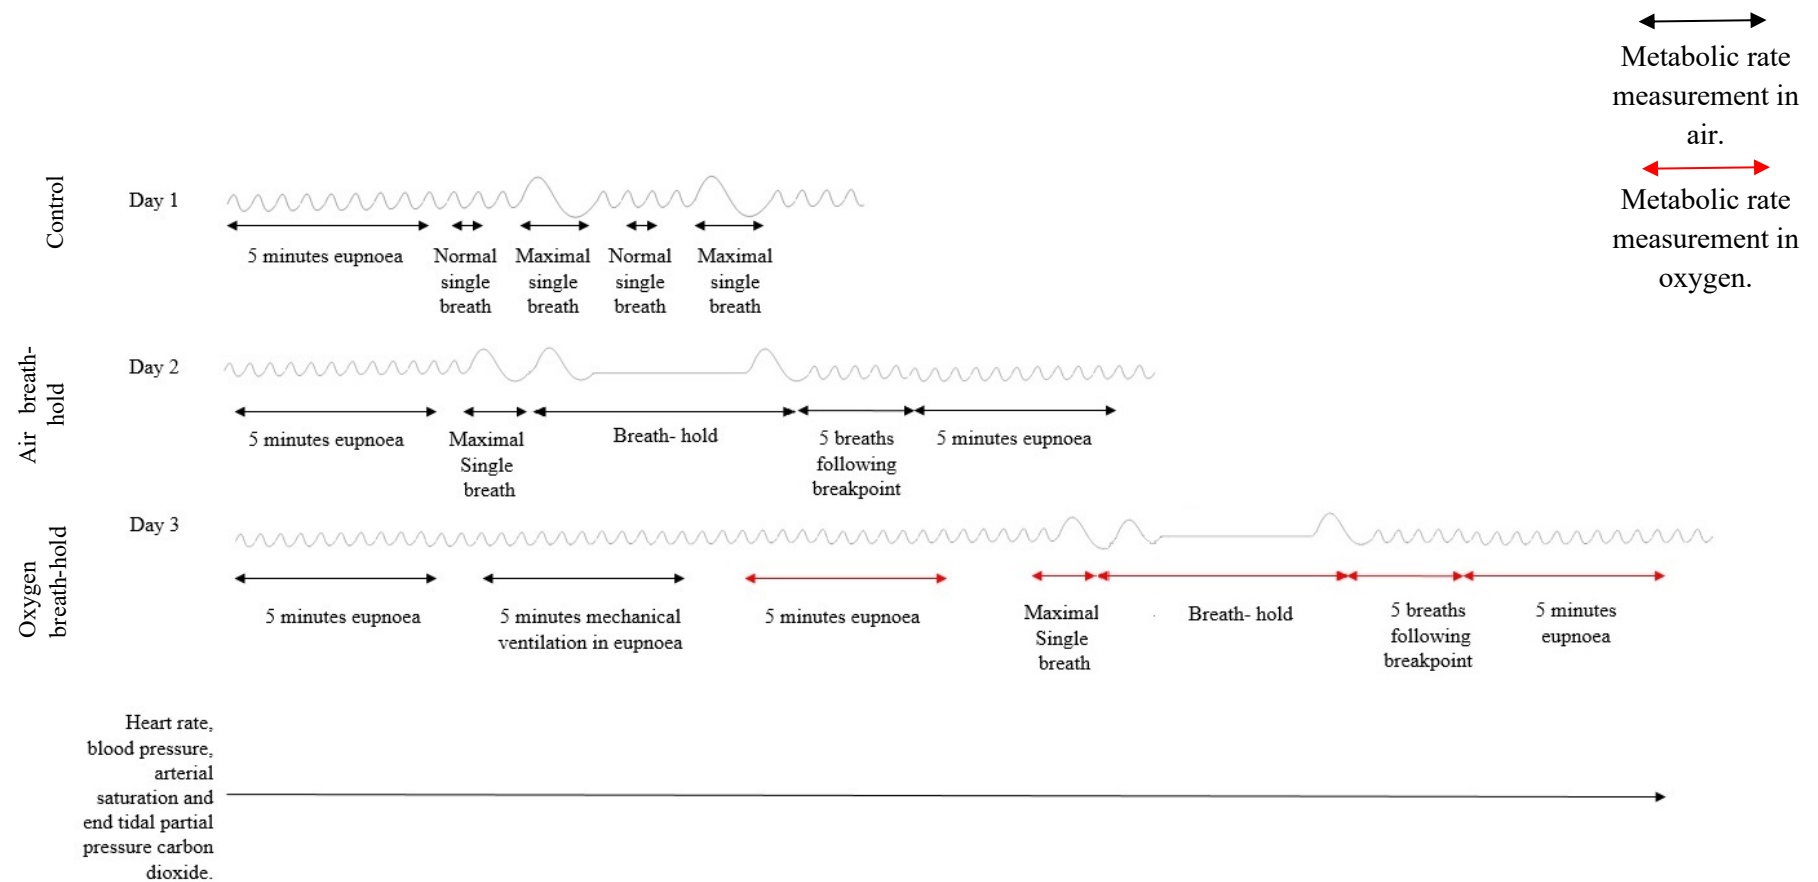 Metabolic rate
measurement in
air.
Metabolic rate
measurement in
oxygen.
Control
Day 1
5 minutes eupnoea
Normal
single
breath
Maximal
single
breath
Normal
single
breath
Maximal
single
breath
Air breath-
hold
Day 2
5 minutes eupnoea
Maximal
Single
breath
Breath- hold
5 breaths
following
breakpoint
5 minutes eupnoea
Oxygen
breath-hold
Day 3
5 minutes eupnoea
5 minutes mechanical
ventilation in eupnoea
5 minutes eupnoea
Maximal
Single
breath
Breath- hold
5 breaths
following
breakpoint
5 minutes
eupnoea
Heart rate,
blood pressure,
arterial
saturation and
end tidal partial
pressure carbon
dioxide.